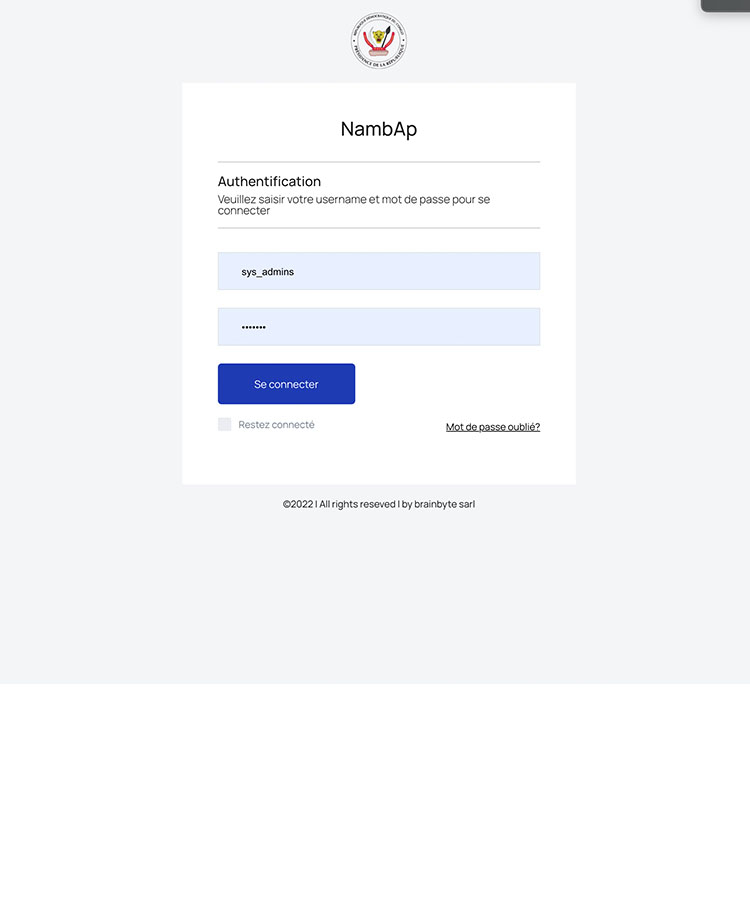 RÉPUBLIQUE DÉMOCRATIQUE DU CONGO
PRÉSIDENCE DE LA RÉPUBLIQUE
NambAp
Authentification
Veuillez saisir votre username et mot de passe pour se
connecter
sys_admins
•••••••
Se connecter
Restez connecté
Mot de passe oublié?
©2022 | All rights reseved | by brainbyte sarl